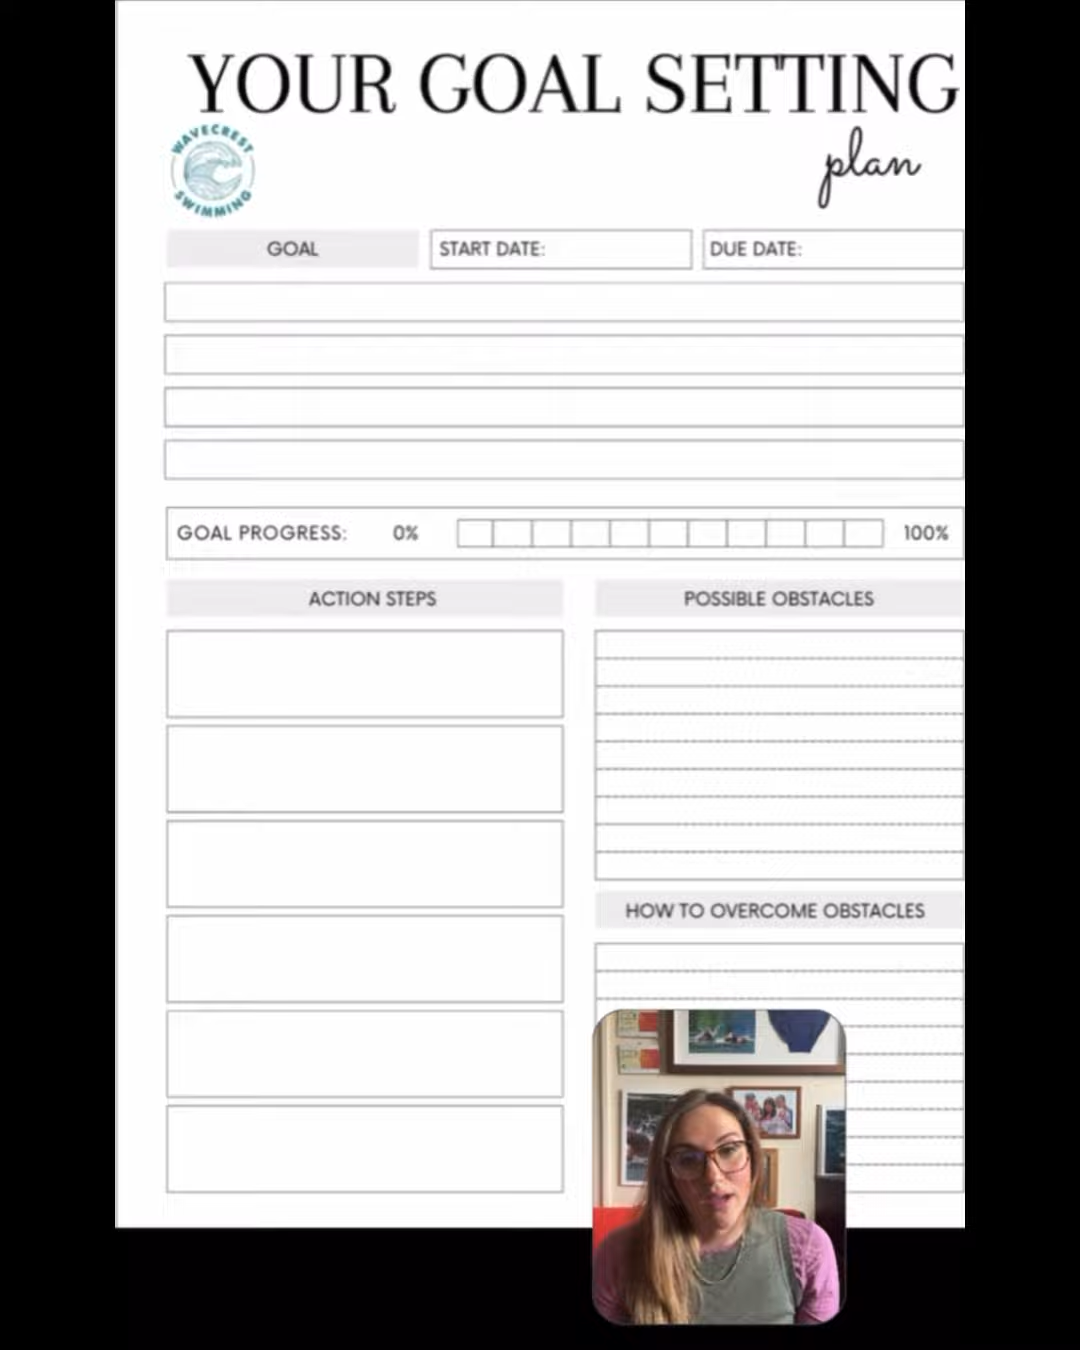 YOUR GOAL SETTING
plan
WAVECREST
SWIMMING
GOAL
START DATE:
DUE DATE:
GOAL PROGRESS: 0% 100%
ACTION STEPS
POSSIBLE OBSTACLES
HOW TO OVERCOME OBSTACLES